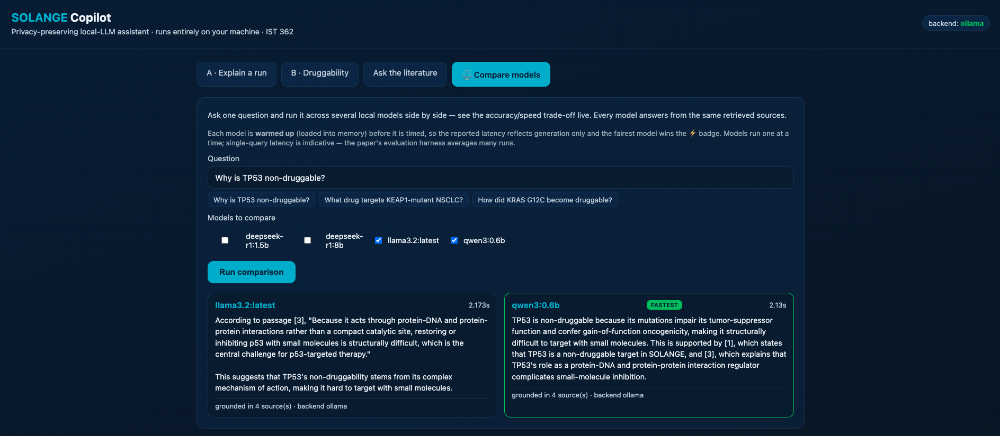 SOLANGE Copilot
Privacy-preserving local-LLM assistant · runs entirely on your machine · IST 362
backend: ollama
A · Explain a run
B · Druggability
Ask the literature
Compare models
Ask one question and run it across several local models side by side — see the accuracy/speed trade-off live. Every model answers from the same retrieved sources.
Each model is warmed up (loaded into memory) before it is timed, so the reported latency reflects generation only and the fairest model wins the ⚡ badge. Models run one at a
time; single-query latency is indicative — the paper's evaluation harness averages many runs.
Question
Why is TP53 non-druggable?
Why is TP53 non-druggable?
What drug targets KEAP1-mutant NSCLC?
How did KRAS G12C become druggable?
Models to compare
deepseek-
r1:1.5b
deepseek-
r1:8b
llama3.2:latest
qwen3:0.6b
Run comparison
llama3.2:latest
2.173s
According to passage [3], "Because it acts through protein-DNA and protein-
protein interactions rather than a compact catalytic site, restoring or
inhibiting p53 with small molecules is structurally difficult, which is the
central challenge for p53-targeted therapy."
This suggests that TP53's non-druggability stems from its complex
mechanism of action, making it hard to target with small molecules.
grounded in 4 source(s) · backend ollama
qwen3:0.6b
FASTEST
2.13s
TP53 is non-druggable because its mutations impair its tumor-suppressor
function and confer gain-of-function oncogenicity, making it structurally
difficult to target with small molecules. This is supported by [1], which states
that TP53 is a non-druggable target in SOLANGE, and [3], which explains that
TP53's role as a protein-DNA and protein-protein interaction regulator
complicates small-molecule inhibition.
grounded in 4 source(s) · backend ollama